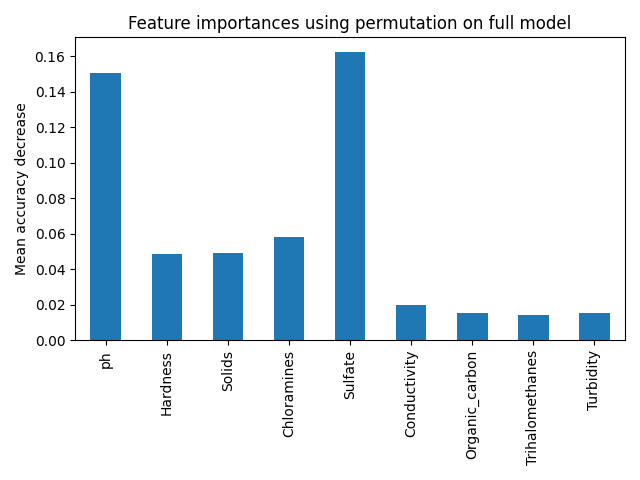 Feature importances using permutation on full model
Mean accuracy decrease
0.16
0.14
0.12
0.10
0.08
0.06
0.04
0.02
0.00
ph
Hardness
Solids
Chloramines
Sulfate
Conductivity
Organic_carbon
Trihalomethanes
Turbidity